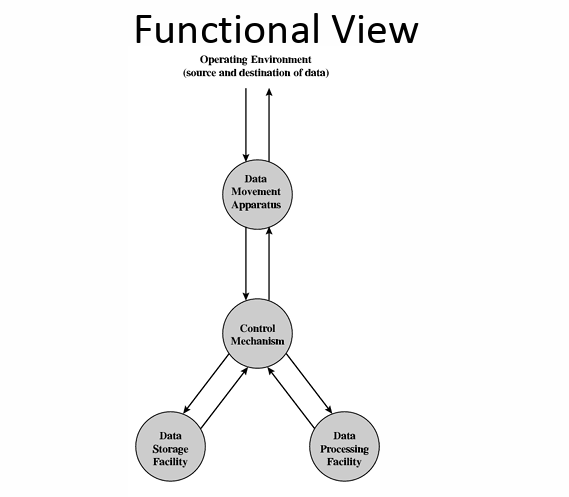 Functional View
Operating Environment
(source and destination of data)
Data
Movement
Apparatus
Control
Mechanism
Data
Storage
Facility
Data
Processing
Facility